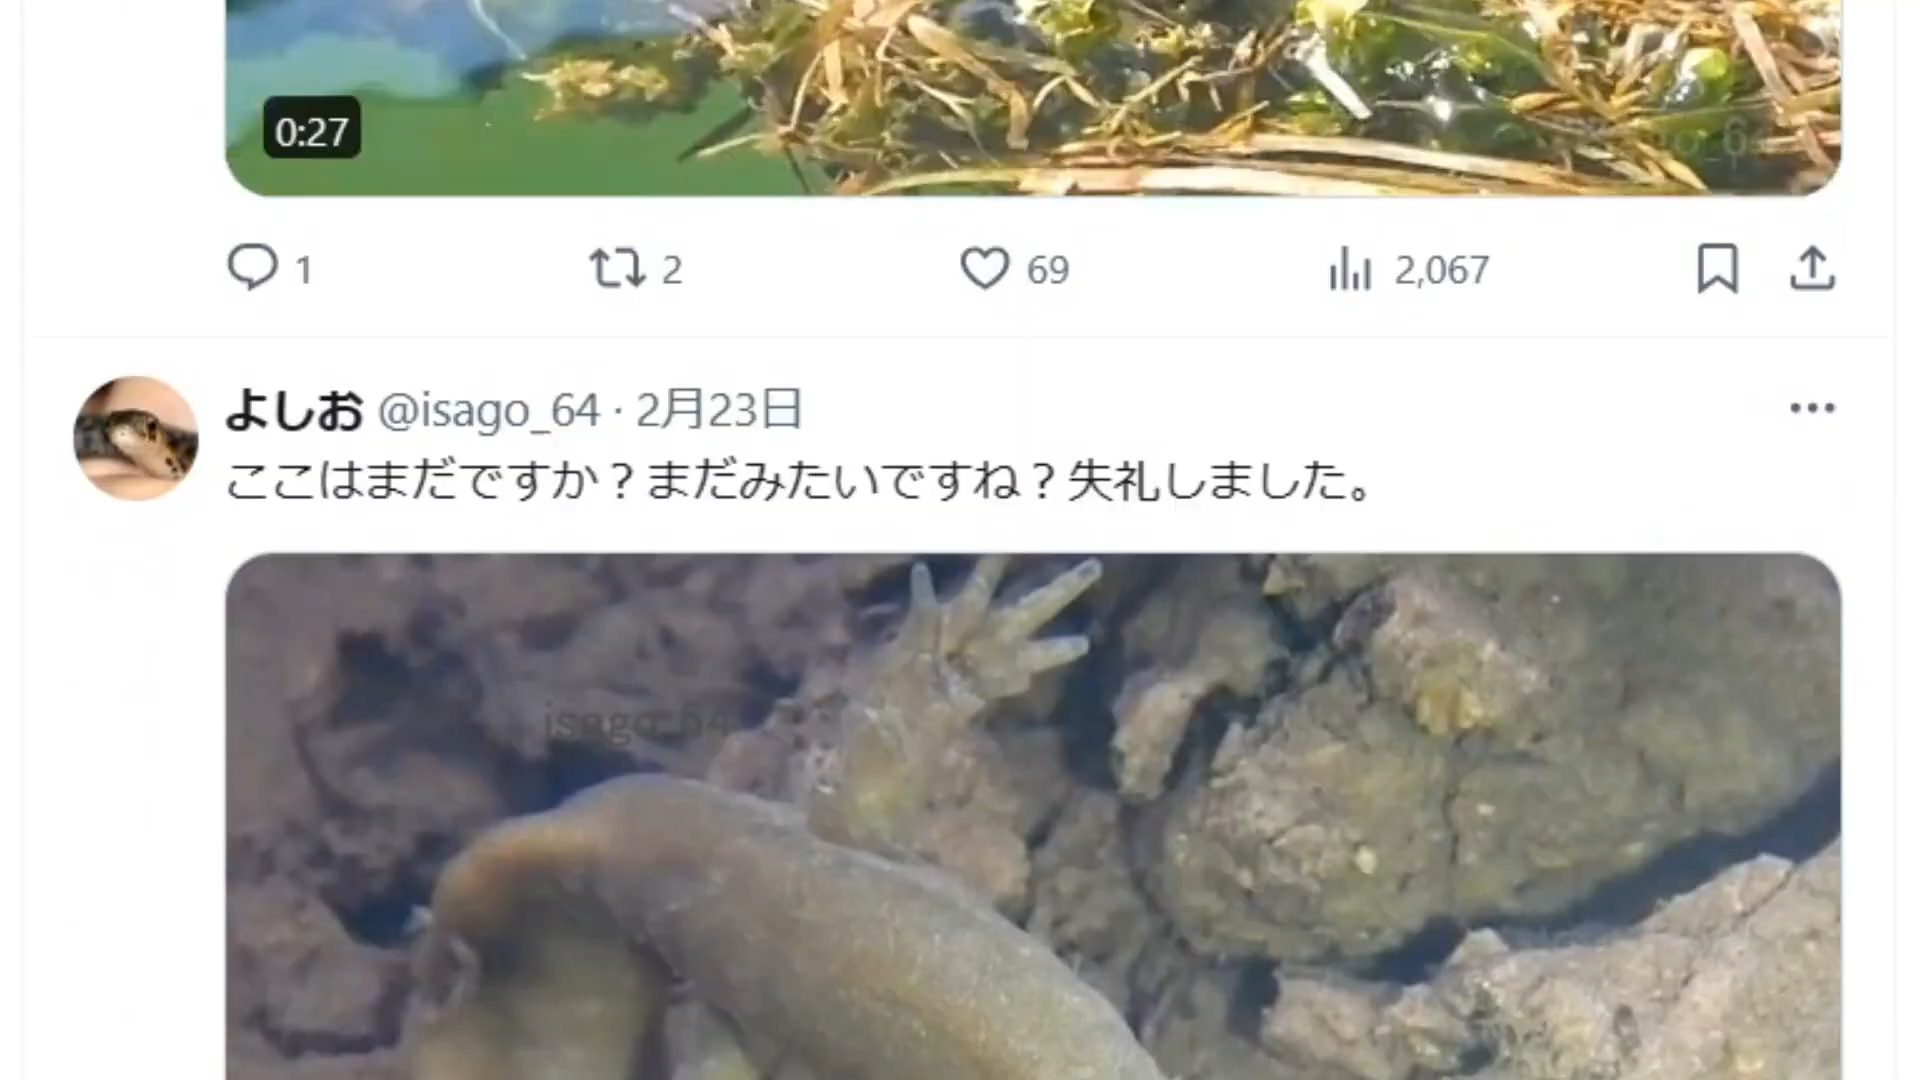 0:27
1 2 69 2,067
よしお @isago_64 · 2月23日
ここはまだですか？まだみたいですね？失礼しました。
isago_64